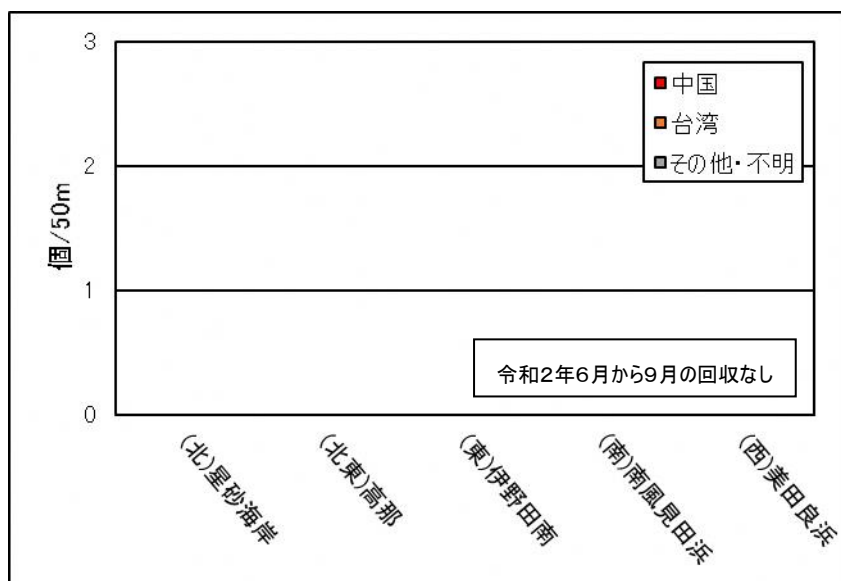 3
2
1
0
個/50m
中国
台湾
その他・不明
令和2年6月から9月の回収なし
(北)星砂海岸
(北東)高那
(東)伊野田南
(南)南風見田浜
(西)美田良浜